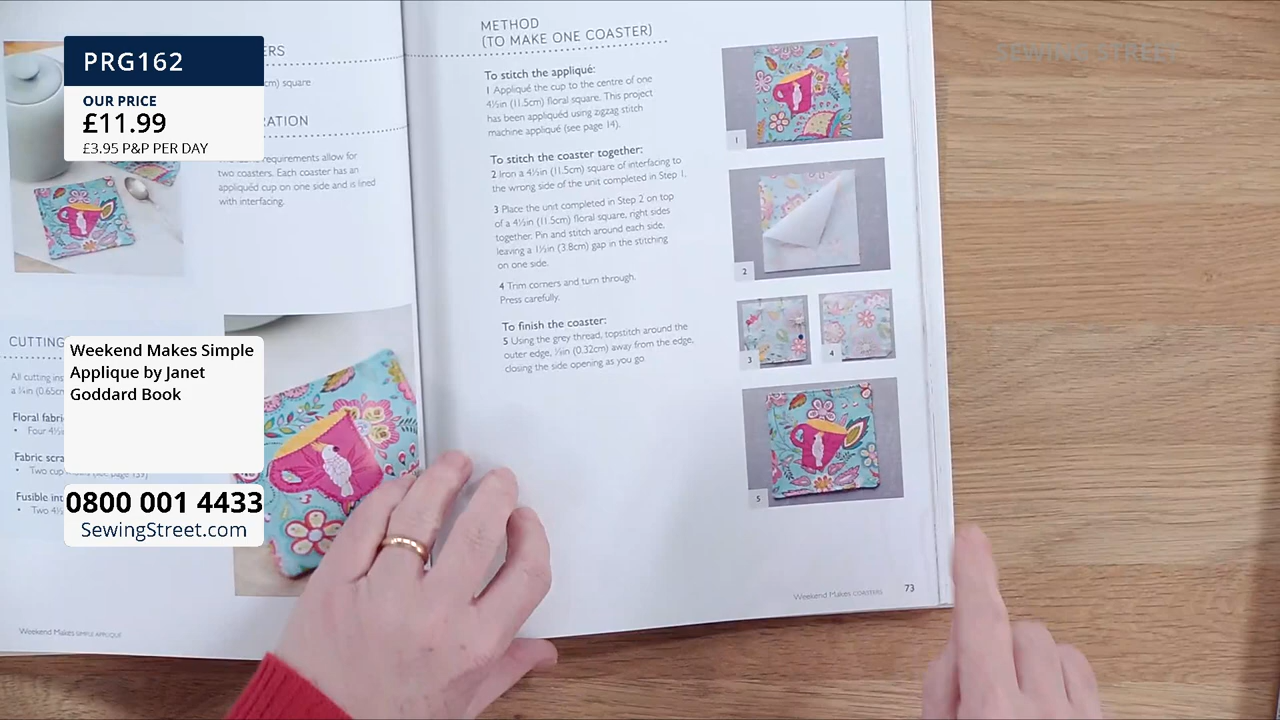 PRG162
OUR PRICE
£11.99
£3.95 P&P PER DAY
Weekend Makes Simple
Applique by Janet
Goddard Book
0800 001 4433
SewingStreet.com
SEWING STREET
cm) square
requirements allow for
two coasters. Each coaster has an
appliquéd cup on one side and is lined
with interfacing.
CUTTING
All cutting
Floral
• Four
Fabric
• Two cup
Fusible
• Two
Weekend Makes SIMPLE APPLIQUÉ
METHOD
(TO MAKE ONE COASTER)
To stitch the appliqué:
1 Appliqué the cup to the centre of one
4½in (11.5cm) floral square. This project
has been appliquéd using zigzag stitch
machine appliqué (see page 14).
To stitch the coaster together:
2 Iron a 4½in (11.5cm) square of interfacing to
the wrong side of the unit completed in Step 1.
3 Place the unit completed in Step 2 on top
of a 4½in (11.5cm) floral square, right sides
together. Pin and stitch around each side,
leaving a 1½in (3.8cm) gap in the stitching
on one side.
4 Trim corners and turn through.
Press carefully.
To finish the coaster:
5 Using the grey thread, topstitch around the
outer edge, ⅛in (0.32cm) away from the edge,
closing the side opening as you go.
1
2
3
4
5
Weekend Makes COASTERS 73